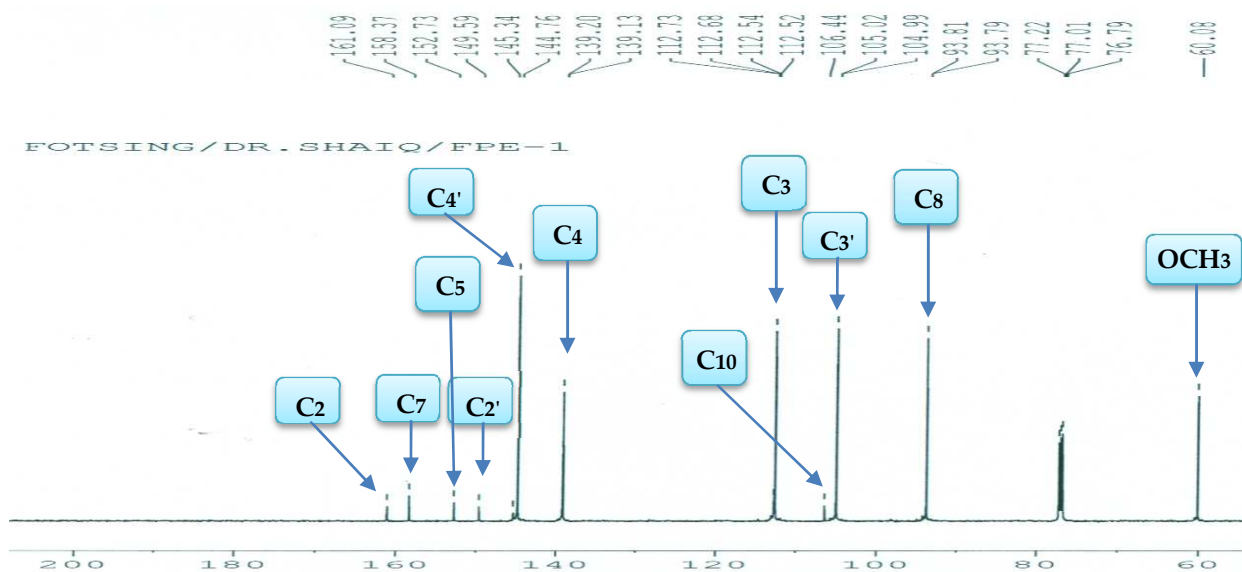 161.09
158.37
152.73
149.59
145.34
144.76
139.20
139.13
112.73
112.68
112.54
112.52
106.44
105.02
104.99
93.81
93.79
77.22
77.01
76.79
60.08
FOTSING/DR.SHAIQ/FPE-1
C4'
C3
C8
C4
C3'
C5
OCH3
C10
C2
C7
C2'
200 180 160 140 120 100 80 60